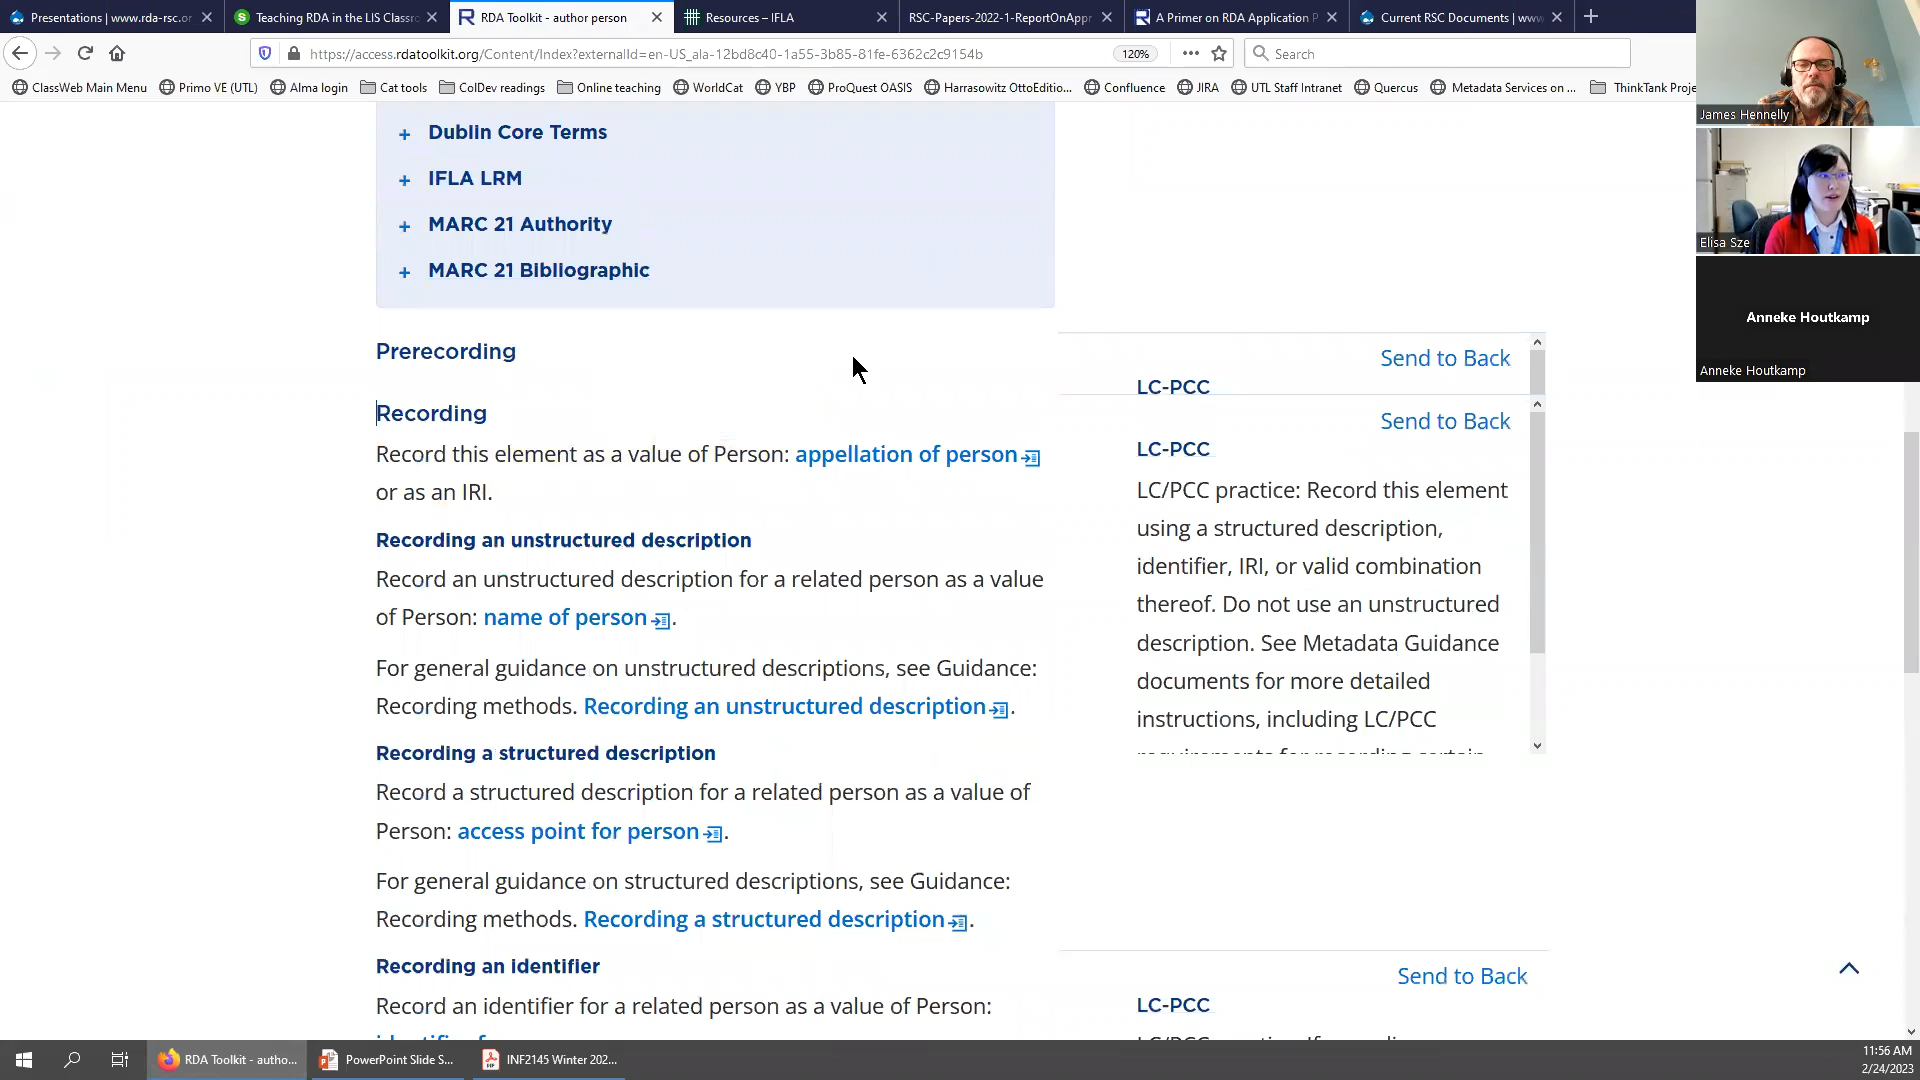 Presentations | www.rda-rsc.or
Teaching RDA in the LIS Classro
RDA Toolkit - author person
Resources – IFLA
RSC-Papers-2022-1-ReportOnAppr
A Primer on RDA Application P
Current RSC Documents | www
https://access.rdatoolkit.org/Content/Index?externalId=en-US_ala-12bd8c40-1a55-3b85-81fe-6362c2c9154b
120%
Search
ClassWeb Main Menu
Primo VE (UTL)
Alma login
Cat tools
ColDev readings
Online teaching
WorldCat
YBP
ProQuest OASIS
Harrasowitz OttoEditio...
Confluence
JIRA
UTL Staff Intranet
Quercus
Metadata Services on ...
ThinkTank Proje
James Hennelly
Elisa Sze
Anneke Houtkamp
Anneke Houtkamp
+ Dublin Core Terms
+ IFLA LRM
+ MARC 21 Authority
+ MARC 21 Bibliographic
Prerecording
Recording
Record this element as a value of Person: appellation of person
or as an IRI.
Recording an unstructured description
Record an unstructured description for a related person as a value
of Person: name of person.
For general guidance on unstructured descriptions, see Guidance:
Recording methods. Recording an unstructured description.
Recording a structured description
Record a structured description for a related person as a value of
Person: access point for person.
For general guidance on structured descriptions, see Guidance:
Recording methods. Recording a structured description.
Recording an identifier
Record an identifier for a related person as a value of Person:
Send to Back
LC-PCC
Send to Back
LC-PCC
LC/PCC practice: Record this element
using a structured description,
identifier, IRI, or valid combination
thereof. Do not use an unstructured
description. See Metadata Guidance
documents for more detailed
instructions, including LC/PCC
requirements for recording certain
Send to Back
LC-PCC
RDA Toolkit - autho...
PowerPoint Slide S...
INF2145 Winter 202...
11:56 AM
2/24/2023